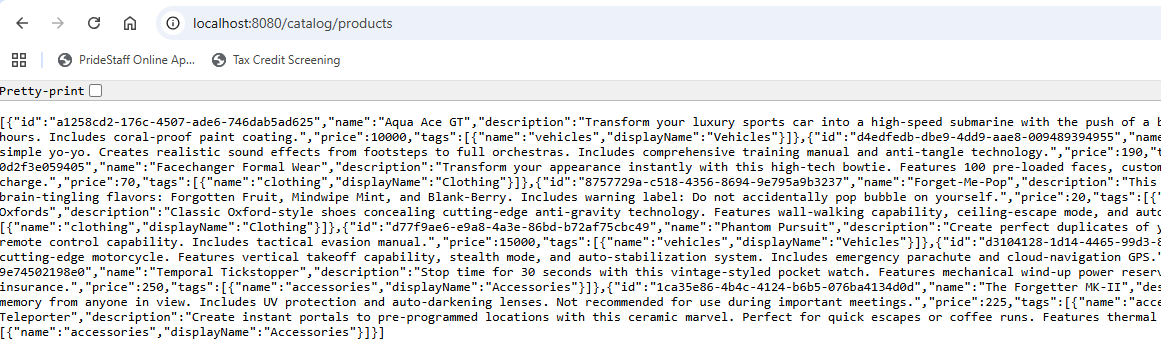 localhost:8080/catalog/products
PrideStaff Online Ap... Tax Credit Screening
Pretty-print
[{"id":"a1258cd2-176c-4507-ade6-746dab5ad625","name":"Aqua Ace GT","description":"Transform your luxury sports car into a high-speed submarine with the push of a b
hours. Includes coral-proof paint coating.","price":10000,"tags":[{"name":"vehicles","displayName":"Vehicles"}]},{"id":"d4edfedb-dbe9-4dd9-aae8-009489394955","name
simple yo-yo. Creates realistic sound effects from footsteps to full orchestras. Includes comprehensive training manual and anti-tangle technology.","price":190,"t
0d2f3e059405","name":"Facechanger Formal Wear","description":"Transform your appearance instantly with this high-tech bowtie. Features 100 pre-loaded faces, custom
charge.","price":70,"tags":[{"name":"clothing","displayName":"Clothing"}]},{"id":"8757729a-c518-4356-8694-9e795a9b3237","name":"Forget-Me-Pop","description":"This
brain-tingling flavors: Forgotten Fruit, Mindwipe Mint, and Blank-Berry. Includes warning label: Do not accidentally pop bubble on yourself.","price":20,"tags":[{"
Oxfords","description":"Classic Oxford-style shoes concealing cutting-edge anti-gravity technology. Features wall-walking capability, ceiling-escape mode, and auto
[{"name":"clothing","displayName":"Clothing"}]},{"id":"d77f9ae6-e9a8-4a3e-86bd-b72af75cbc49","name":"Phantom Pursuit","description":"Create perfect duplicates of y
remote control capability. Includes tactical evasion manual.","price":15000,"tags":[{"name":"vehicles","displayName":"Vehicles"}]},{"id":"d3104128-1d14-4465-99d3-8
cutting-edge motorcycle. Features vertical takeoff capability, stealth mode, and auto-stabilization system. Includes emergency parachute and cloud-navigation GPS."
9e74502198e0","name":"Temporal Tickstopper","description":"Stop time for 30 seconds with this vintage-styled pocket watch. Features mechanical wind-up power reserv
insurance.","price":250,"tags":[{"name":"accessories","displayName":"Accessories"}]},{"id":"1ca35e86-4b4c-4124-b6b5-076ba4134d0d","name":"The Forgetter MK-II","des
memory from anyone in view. Includes UV protection and auto-darkening lenses. Not recommended for use during important meetings.","price":225,"tags":[{"name":"acce
Teleporter","description":"Create instant portals to pre-programmed locations with this ceramic marvel. Perfect for quick escapes or coffee runs. Features thermal
[{"name":"accessories","displayName":"Accessories"}]}]